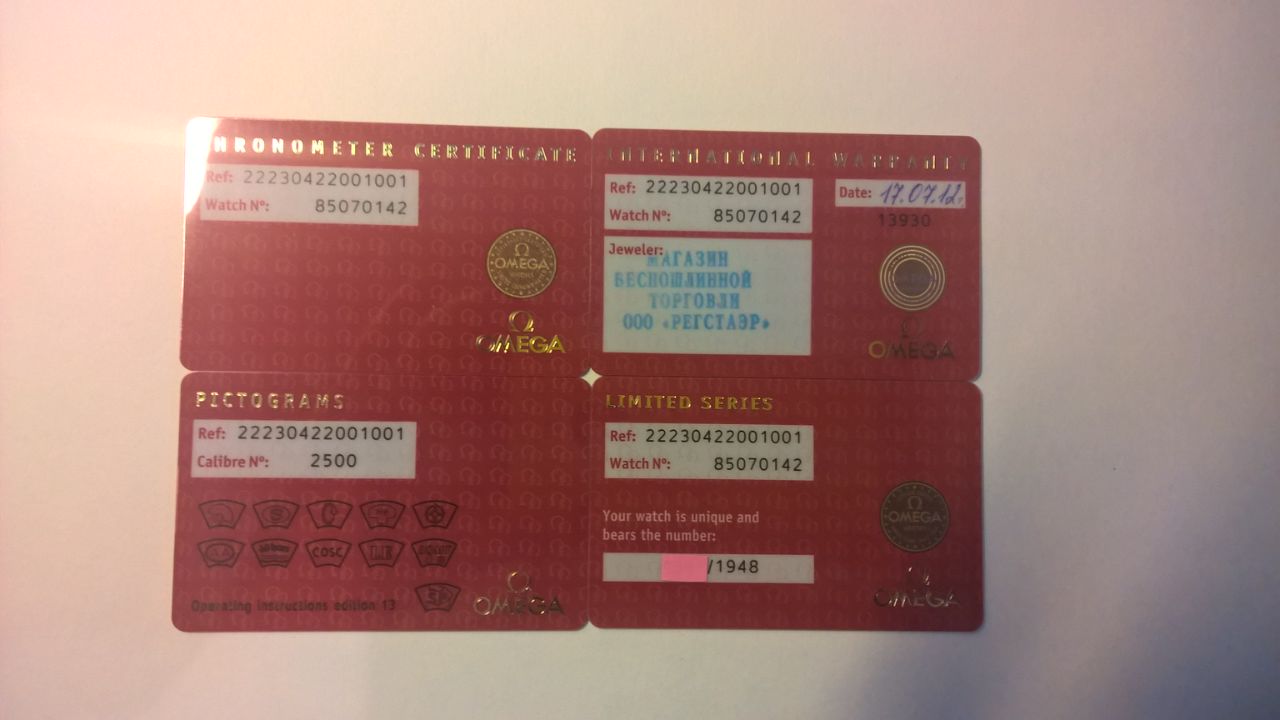 CHRONOMETER CERTIFICATE
Ref: 22230422001001
Watch Nº: 85070142
Ω
OMEGA
Ω
OMEGA
INTERNATIONAL WARRANTY
Ref: 22230422001001
Watch Nº: 85070142
Date: 17.07.12г.
13930
Jeweler:
МАГАЗИН
БЕСПОШЛИННОЙ
ТОРГОВЛИ
ООО «РЕГСТАЭР»
Ω
OMEGA
PICTOGRAMS
Ref: 22230422001001
Calibre Nº: 2500
COSC
Operating instructions edition 13
Ω
OMEGA
LIMITED SERIES
Ref: 22230422001001
Watch Nº: 85070142
Your watch is unique and
bears the number:
/1948
Ω
OMEGA
Ω
OMEGA